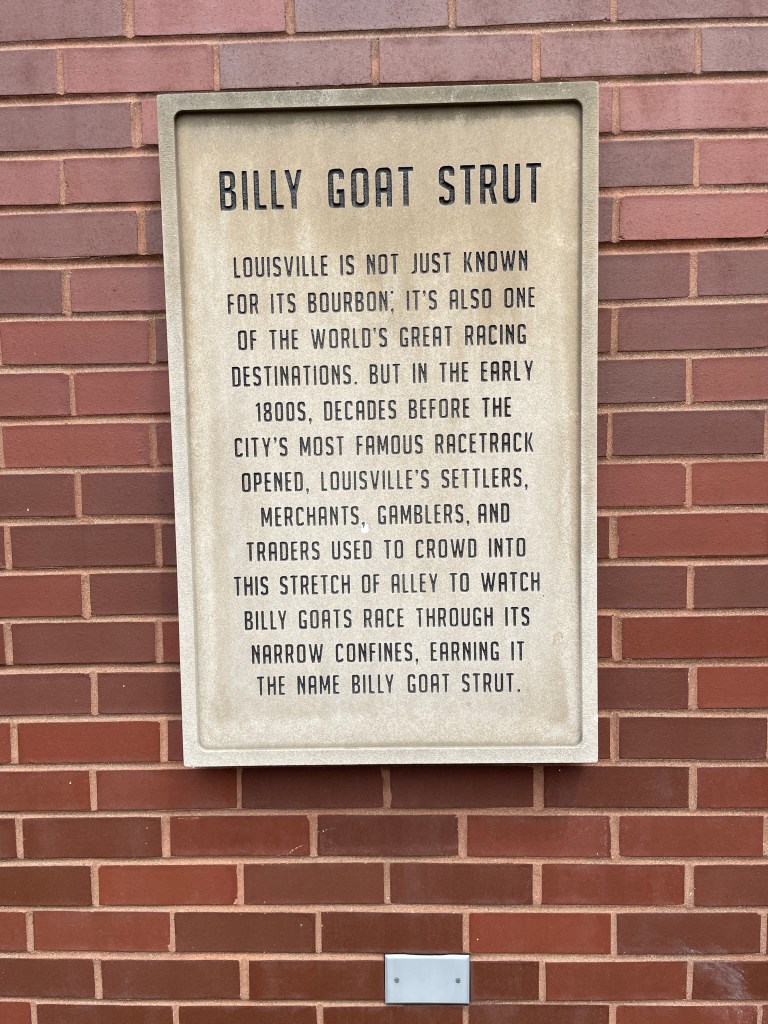 BILLY GOAT STRUT
LOUISVILLE IS NOT JUST KNOWN
FOR ITS BOURBON; IT'S ALSO ONE
OF THE WORLD'S GREAT RACING
DESTINATIONS. BUT IN THE EARLY
1800S, DECADES BEFORE THE
CITY'S MOST FAMOUS RACETRACK
OPENED, LOUISVILLE'S SETTLERS,
MERCHANTS, GAMBLERS, AND
TRADERS USED TO CROWD INTO
THIS STRETCH OF ALLEY TO WATCH
BILLY GOATS RACE THROUGH ITS
NARROW CONFINES, EARNING IT
THE NAME BILLY GOAT STRUT.